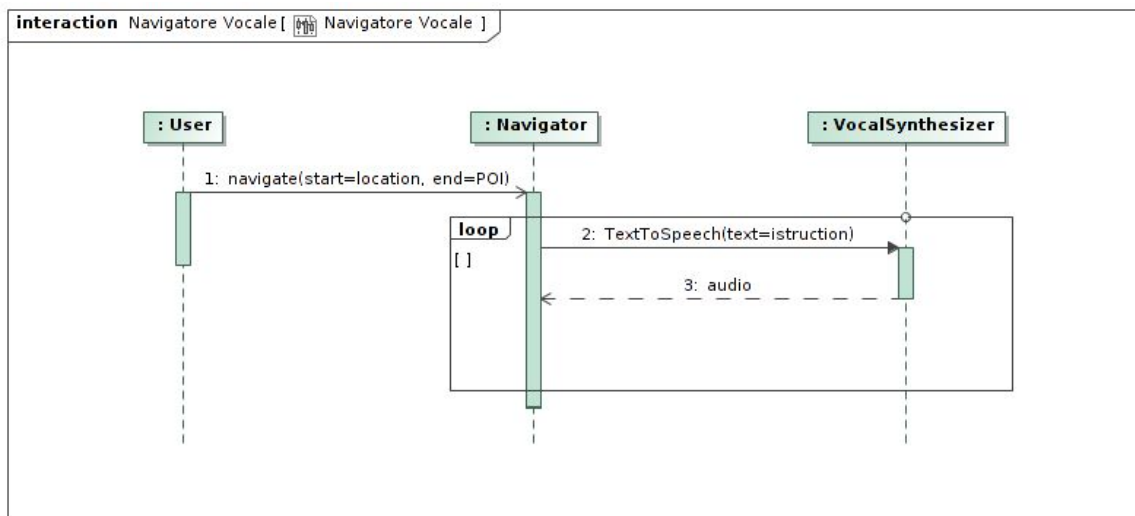 interaction Navigatore Vocale[ Navigatore Vocale ]
: User
: Navigator
: VocalSynthesizer
1: navigate(start=location, end=POI)
loop
2: TextToSpeech(text=istruction)
[ ]
3: audio